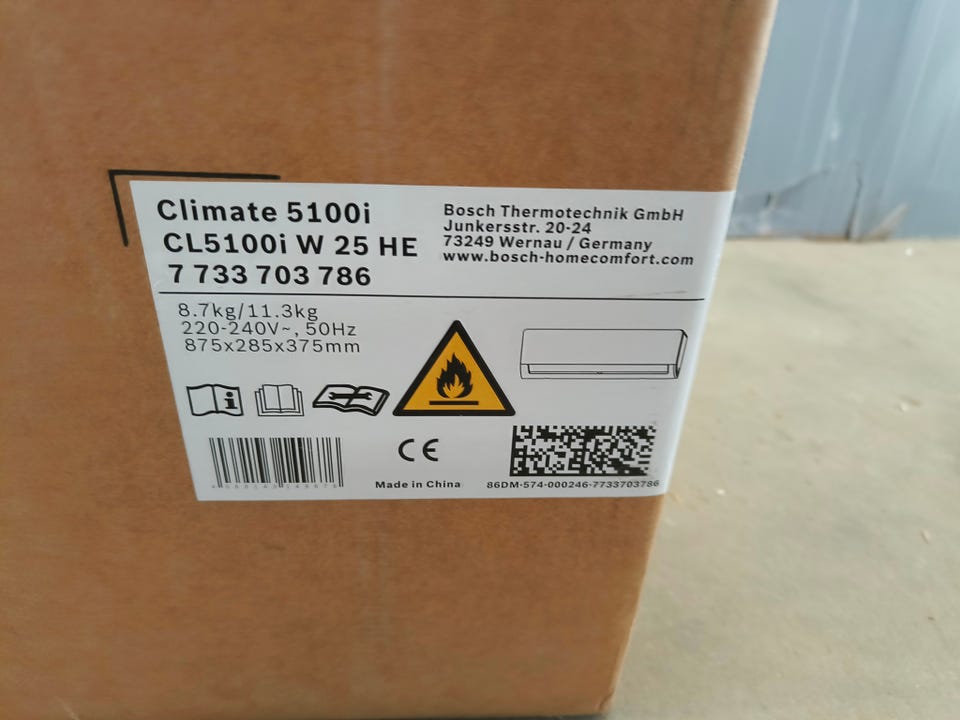 Climate 5100i
CL5100i W 25 HE
7 733 703 786
Bosch Thermotechnik GmbH
Junkersstr. 20-24
73249 Wernau / Germany
www.bosch-homecomfort.com
8.7kg/11.3kg
220-240V~, 50Hz
875x285x375mm
i
CE
Made in China
86DM-574-000246-7733703786